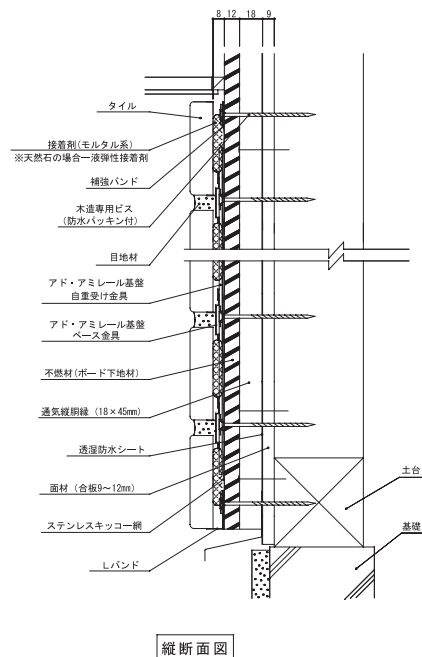 8 12 18 9
タイル
接着剤(モルタル系)
※天然石の場合一液弾性接着剤
補強バンド
木造専用ビス
(防水パッキン付)
目地材
アド・アミレール基盤
自重受け金具
アド・アミレール基盤
ベース金具
不燃材(ボード下地材)
通気縦胴縁(18×45mm)
透湿防水シート
面材(合板9～12mm)
ステンレスキッコー網
Lバンド
土台
基礎
縦断面図